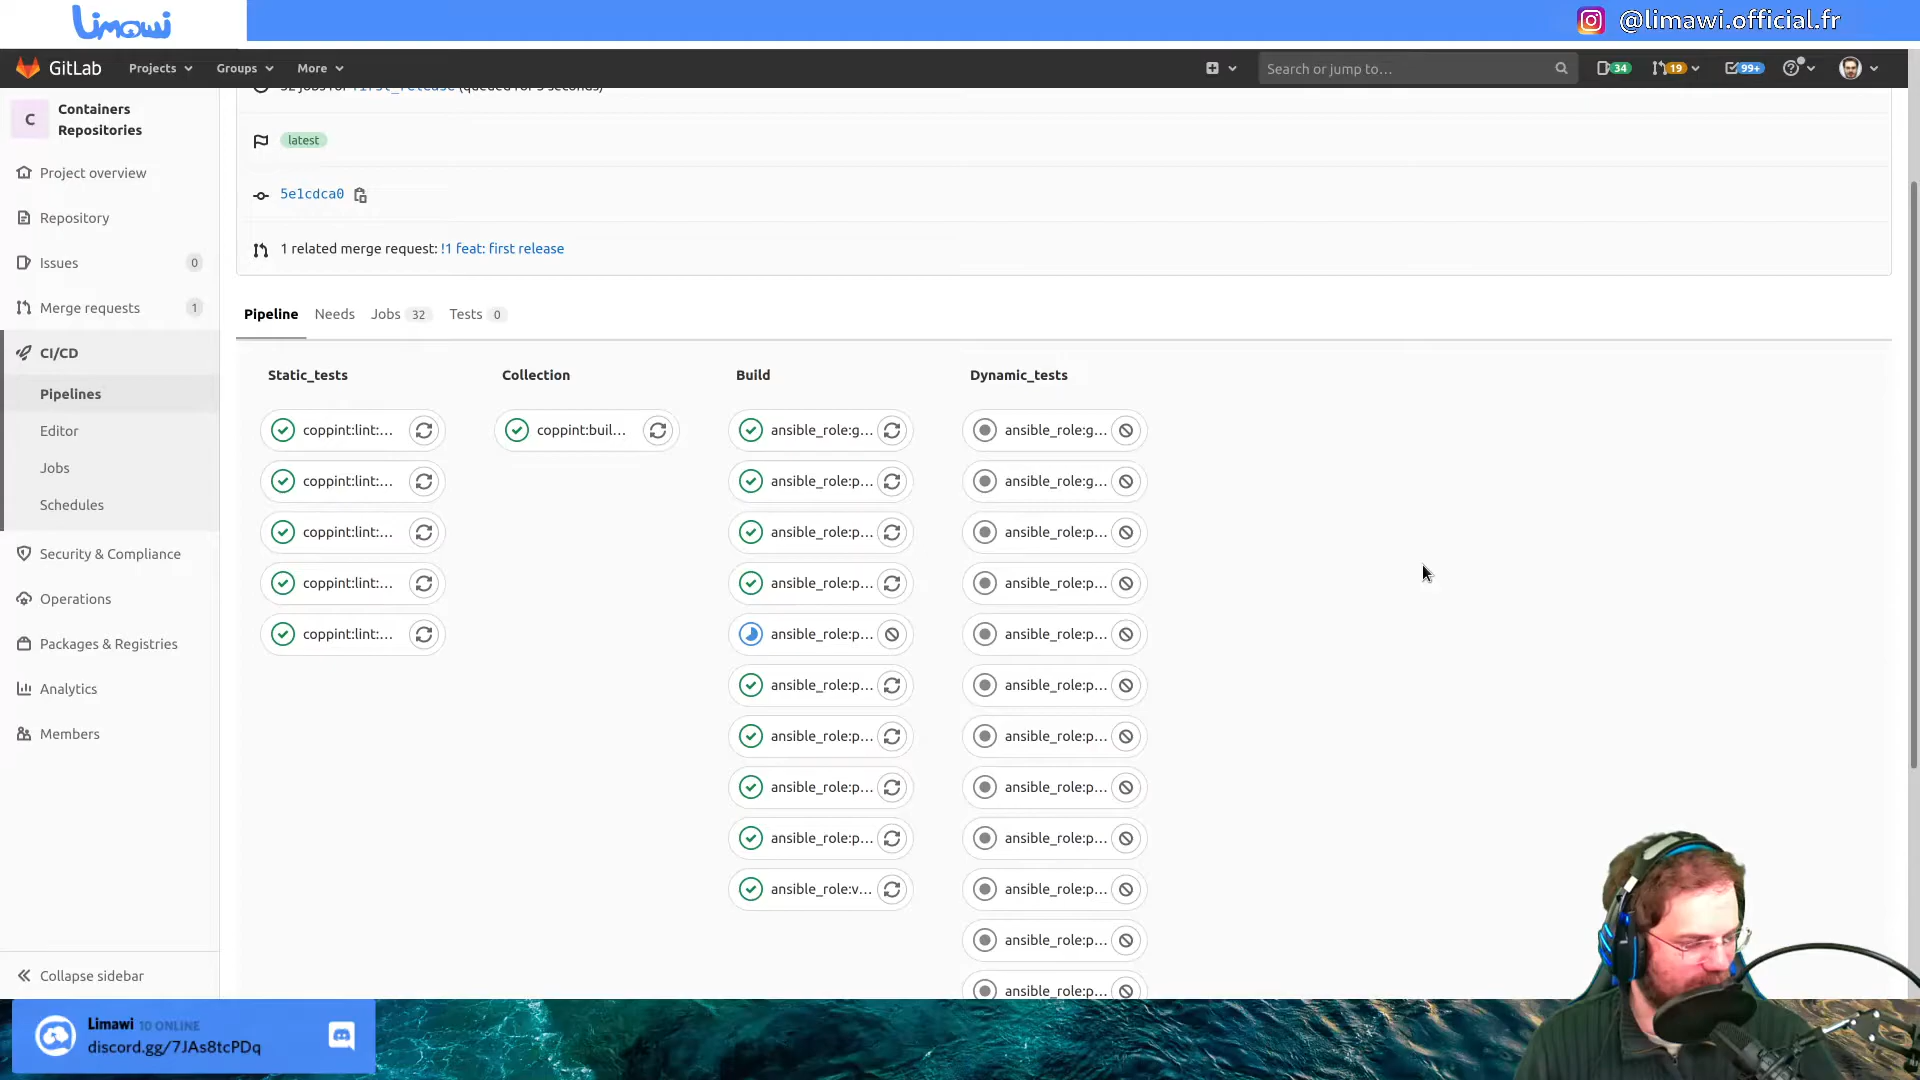 Limawi
@limawi.official.fr
GitLab
Projects
Groups
More
Search or jump to...
34
19
99+
C
Containers
Repositories
32 jobs for first_release (queued for 3 seconds)
latest
5e1cdca0
1 related merge request: !1 feat: first release
Project overview
Repository
Issues
0
Merge requests
1
CI/CD
Pipelines
Editor
Jobs
Schedules
Security & Compliance
Operations
Packages & Registries
Analytics
Members
Collapse sidebar
Pipeline
Needs
Jobs 32
Tests 0
Static_tests
coppint:lint:...
coppint:lint:...
coppint:lint:...
coppint:lint:...
coppint:lint:...
Collection
coppint:buil...
Build
ansible_role:g...
ansible_role:p...
ansible_role:p...
ansible_role:p...
ansible_role:p...
ansible_role:p...
ansible_role:p...
ansible_role:p...
ansible_role:p...
ansible_role:v...
Dynamic_tests
ansible_role:g...
ansible_role:g...
ansible_role:p...
ansible_role:p...
ansible_role:p...
ansible_role:p...
ansible_role:p...
ansible_role:p...
ansible_role:p...
ansible_role:p...
ansible_role:p...
ansible_role:p...
Limawi 10 ONLINE
discord.gg/7JAs8tcPDq